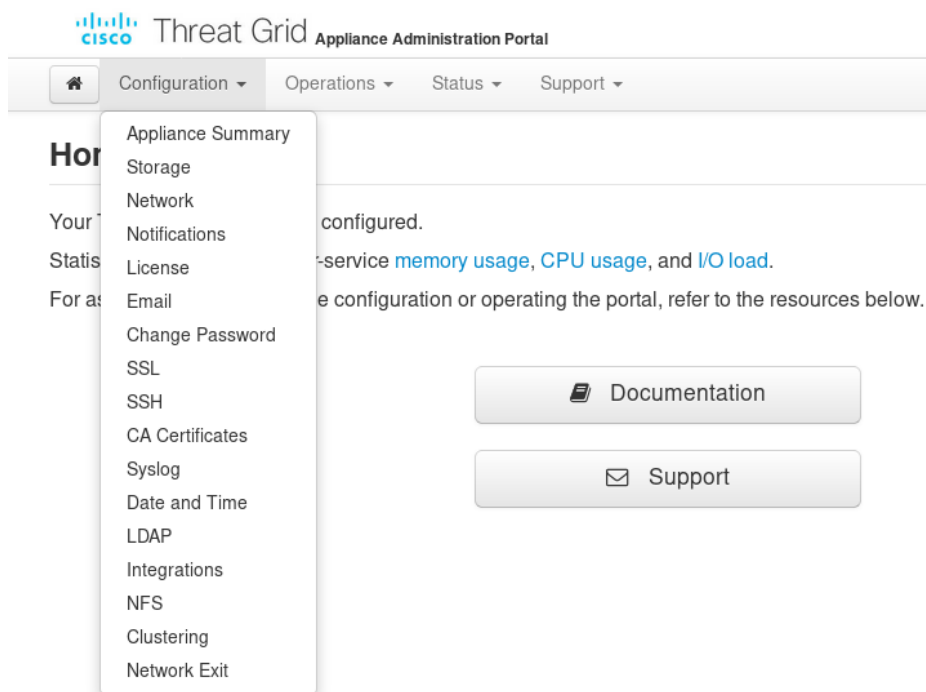 CISCO Threat Grid Appliance Administration Portal
Configuration Operations Status Support
Appliance Summary
Storage
Network
Notifications
License
Email
Change Password
SSL
SSH
CA Certificates
Syslog
Date and Time
LDAP
Integrations
NFS
Clustering
Network Exit
Hor
Your configured.
Statis -service memory usage, CPU usage, and I/O load.
For as e configuration or operating the portal, refer to the resources below.
Documentation
Support